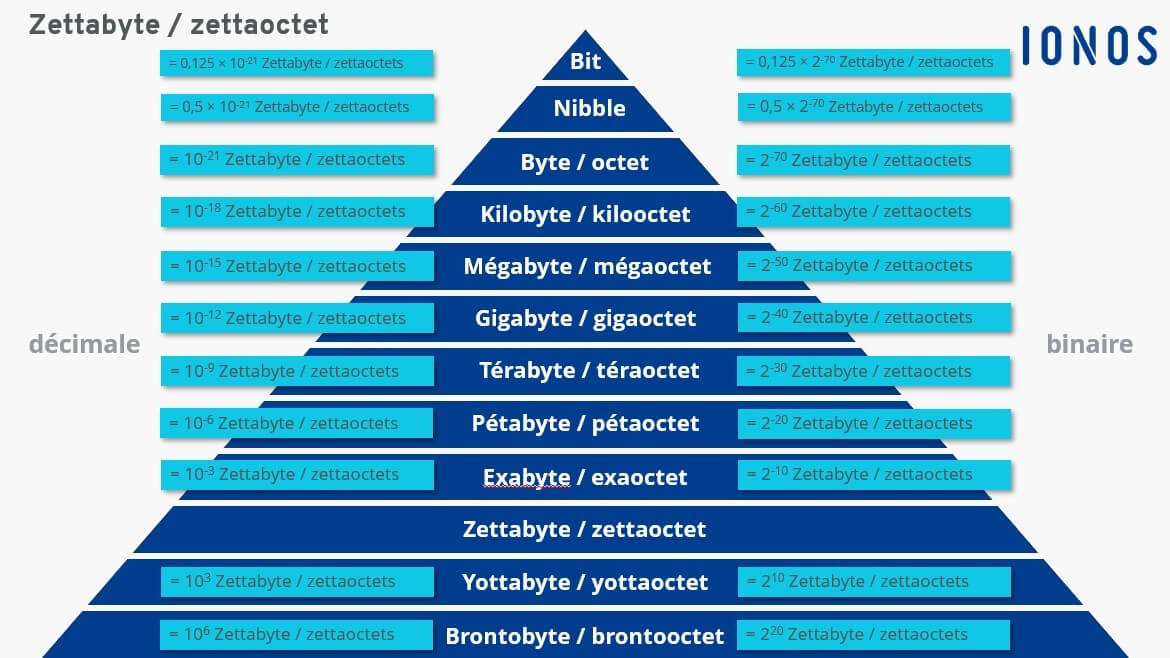 Zettabyte / zettaoctet
IONOS
= 0,125 × 10⁻²¹ Zettabyte / zettaoctets
Bit
= 0,125 × 2⁻⁷⁰ Zettabyte / zettaoctets
= 0,5 × 10⁻²¹ Zettabyte / zettaoctets
Nibble
= 0,5 × 2⁻⁷⁰ Zettabyte / zettaoctets
= 10⁻²¹ Zettabyte / zettaoctets
Byte / octet
= 2⁻⁷⁰ Zettabyte / zettaoctets
= 10⁻¹⁸ Zettabyte / zettaoctets
Kilobyte / kilooctet
= 2⁻⁶⁰ Zettabyte / zettaoctets
= 10⁻¹⁵ Zettabyte / zettaoctets
Mégabyte / mégaoctet
= 2⁻⁵⁰ Zettabyte / zettaoctets
= 10⁻¹² Zettabyte / zettaoctets
Gigabyte / gigaoctet
= 2⁻⁴⁰ Zettabyte / zettaoctets
décimale
binaire
= 10⁻⁹ Zettabyte / zettaoctets
Térabyte / téraoctet
= 2⁻³⁰ Zettabyte / zettaoctets
= 10⁻⁶ Zettabyte / zettaoctets
Pétabyte / pétaoctet
= 2⁻²⁰ Zettabyte / zettaoctets
= 10⁻³ Zettabyte / zettaoctets
Exabyte / exaoctet
= 2⁻¹⁰ Zettabyte / zettaoctets
Zettabyte / zettaoctet
= 10³ Zettabyte / zettaoctets
Yottabyte / yottaoctet
= 2¹⁰ Zettabyte / zettaoctets
= 10⁶ Zettabyte / zettaoctets
Brontobyte / brontooctet
= 2²⁰ Zettabyte / zettaoctets